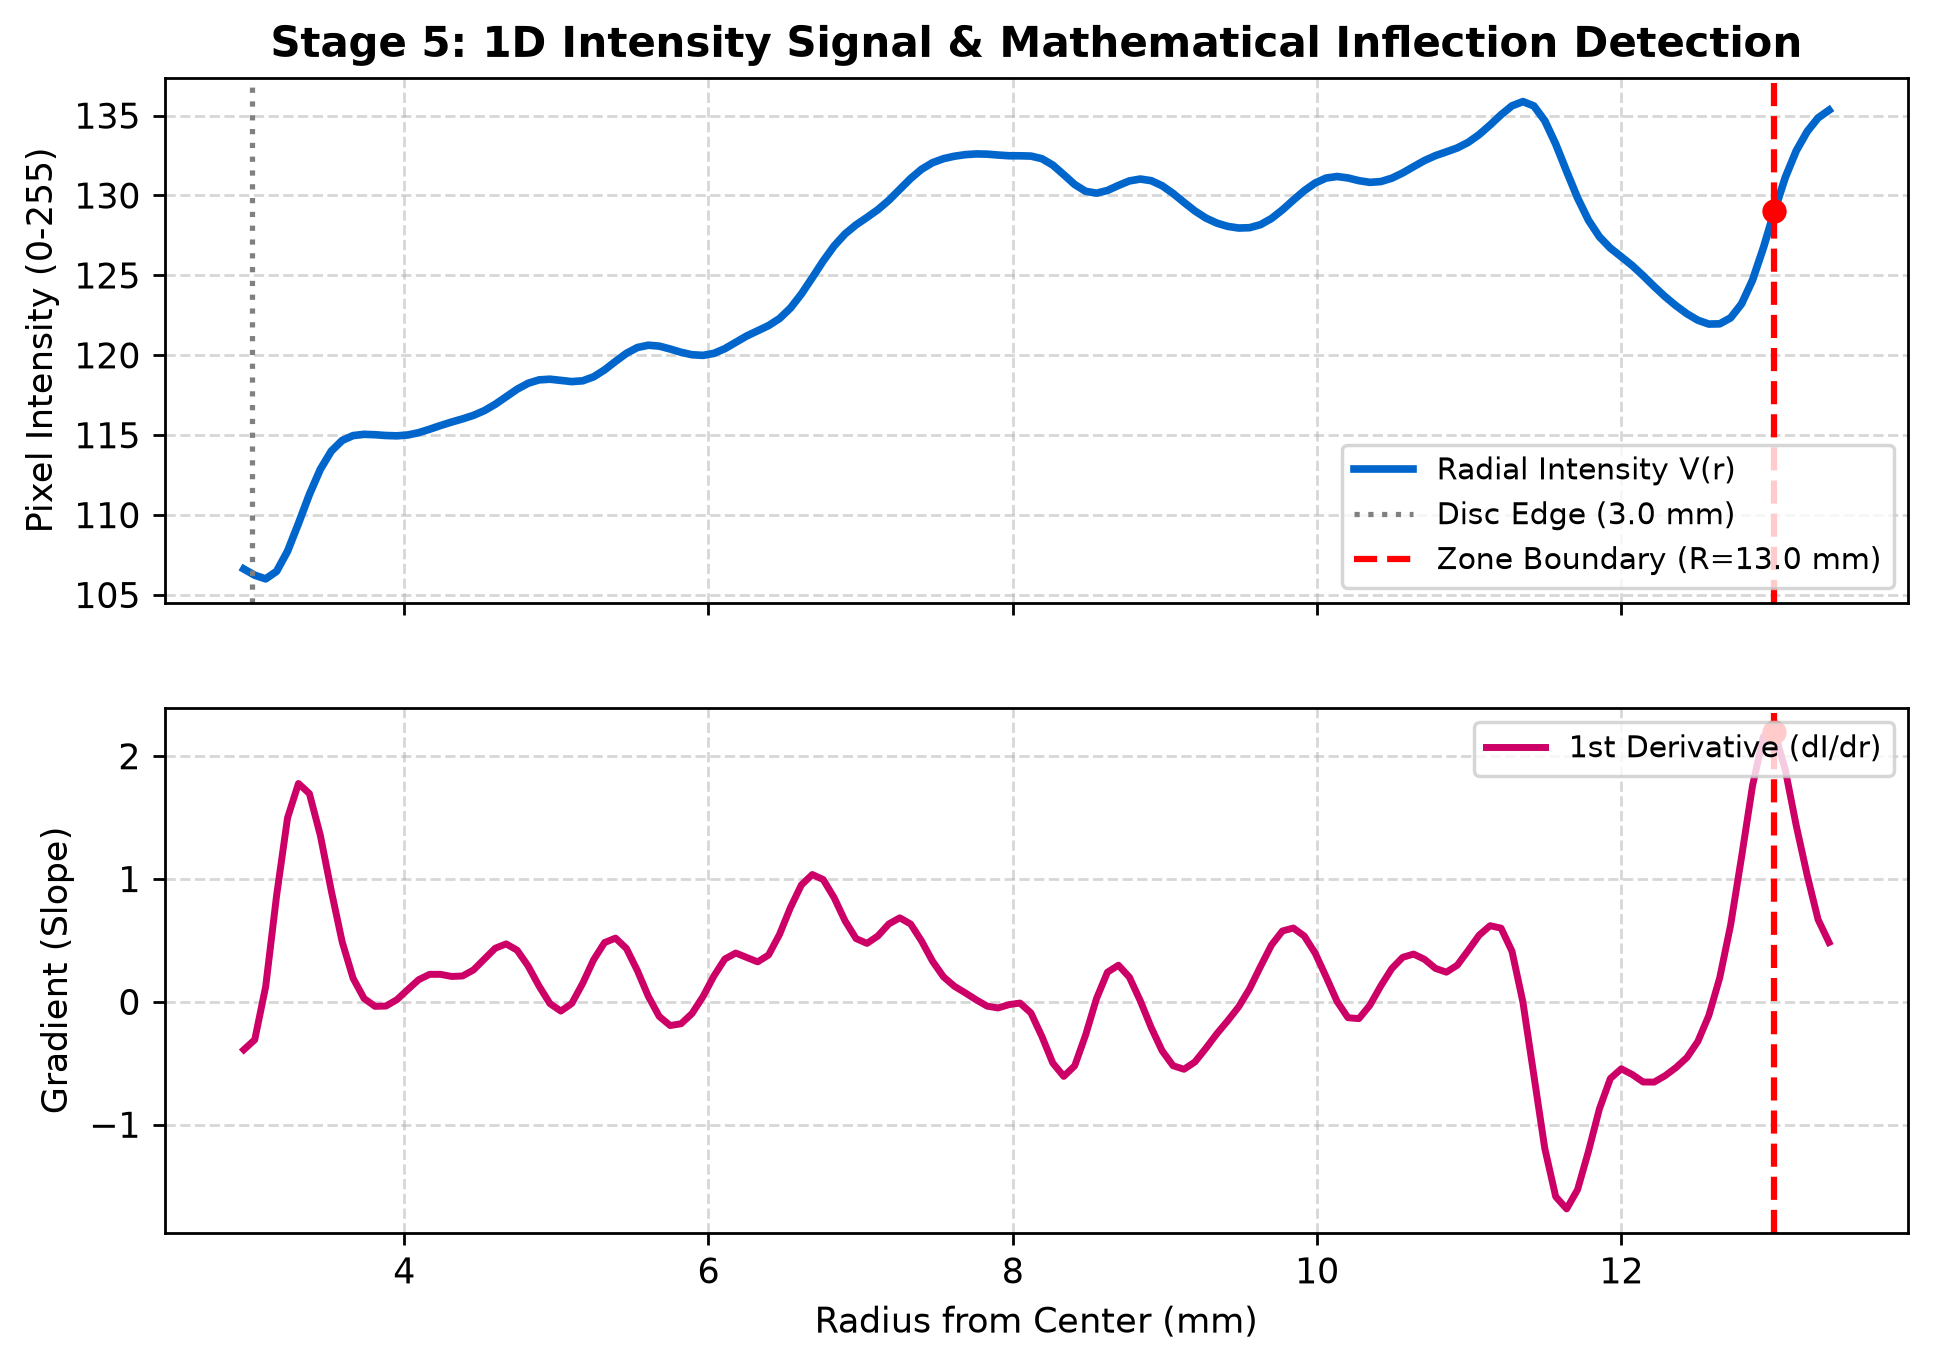 Stage 5: 1D Intensity Signal & Mathematical Inflection Detection
Pixel Intensity (0-255)
135
130
125
120
115
110
105
Radial Intensity V(r)
Disc Edge (3.0 mm)
Zone Boundary (R=13.0 mm)
Gradient (Slope)
2
1
0
−1
1st Derivative (dI/dr)
4
6
8
10
12
Radius from Center (mm)